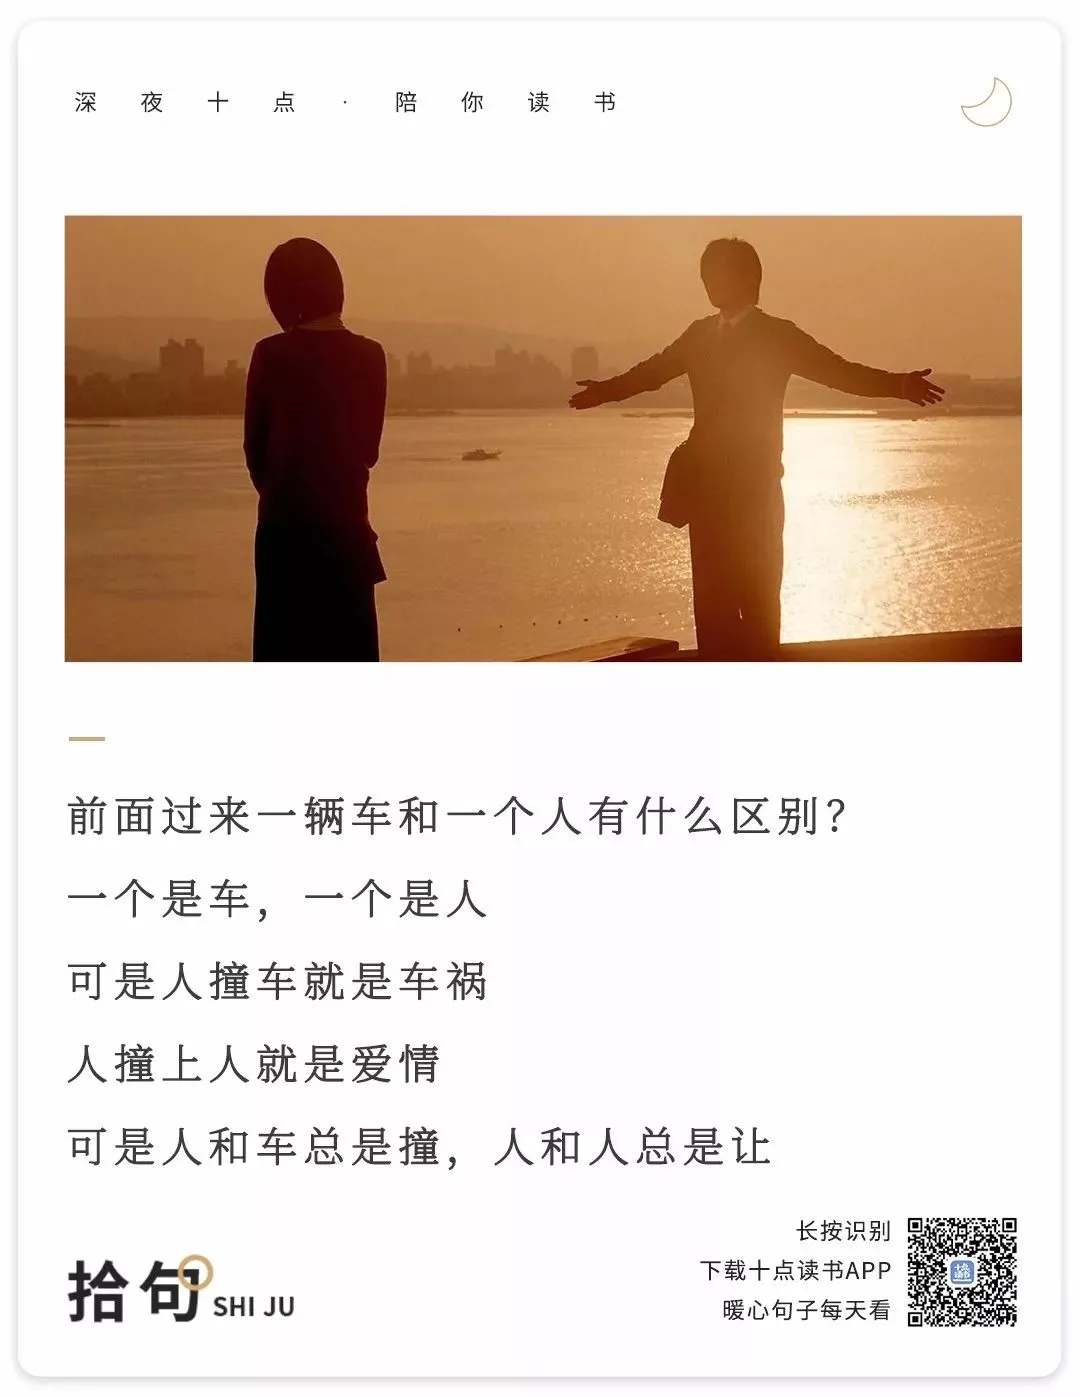 深夜十点·陪你读书
前面过来一辆车和一个人有什么区别？
一个是车，一个是人
可是人撞车就是车祸
人撞上人就是爱情
可是人和车总是撞，人和人总是让
长按识别
下载十点读书APP
暖心句子每天看
十点
读书
拾句 SHI JU